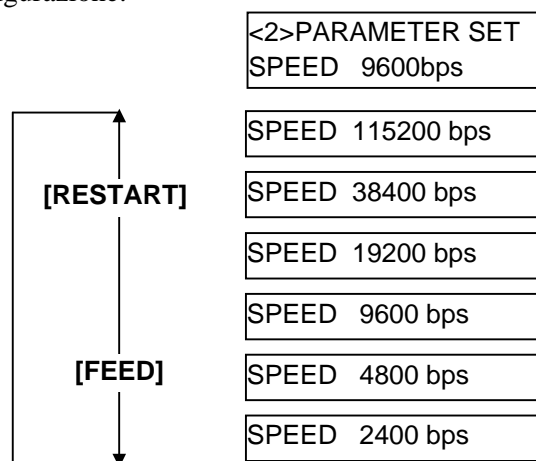 <2>PARAMETER SET
SPEED 9600bps
SPEED 115200 bps
[RESTART]
SPEED 38400 bps
SPEED 19200 bps
SPEED 9600 bps
[FEED]
SPEED 4800 bps
SPEED 2400 bps